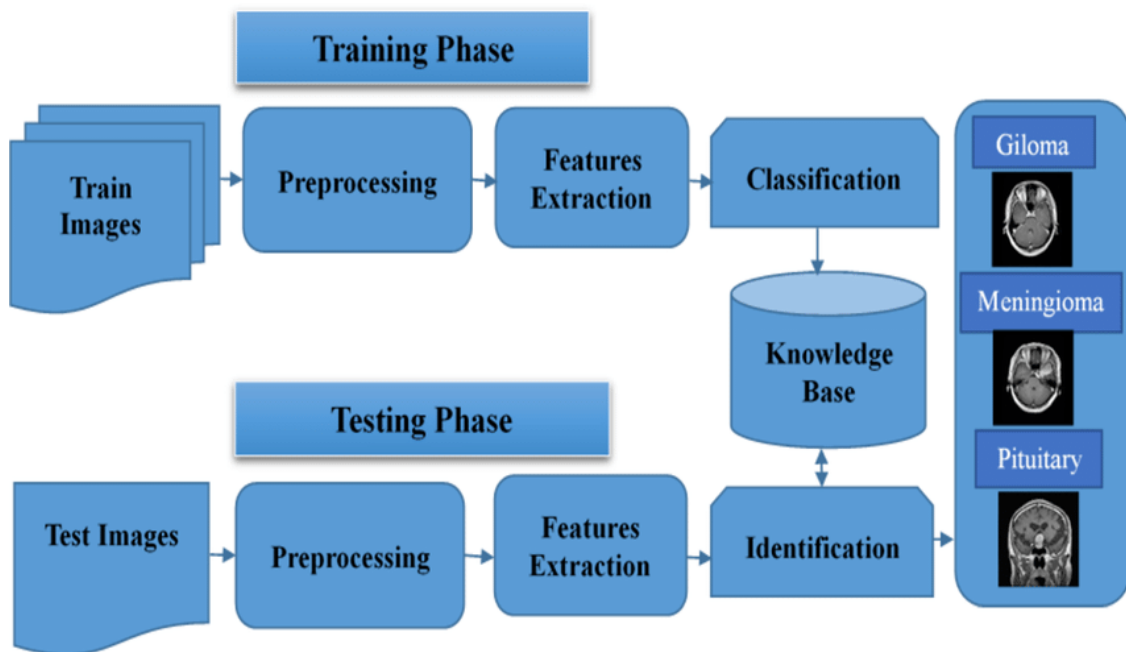 Training Phase
Train
Images
Preprocessing
Features
Extraction
Classification
Knowledge
Base
Testing Phase
Test Images
Preprocessing
Features
Extraction
Identification
Giloma
Meningioma
Pituitary